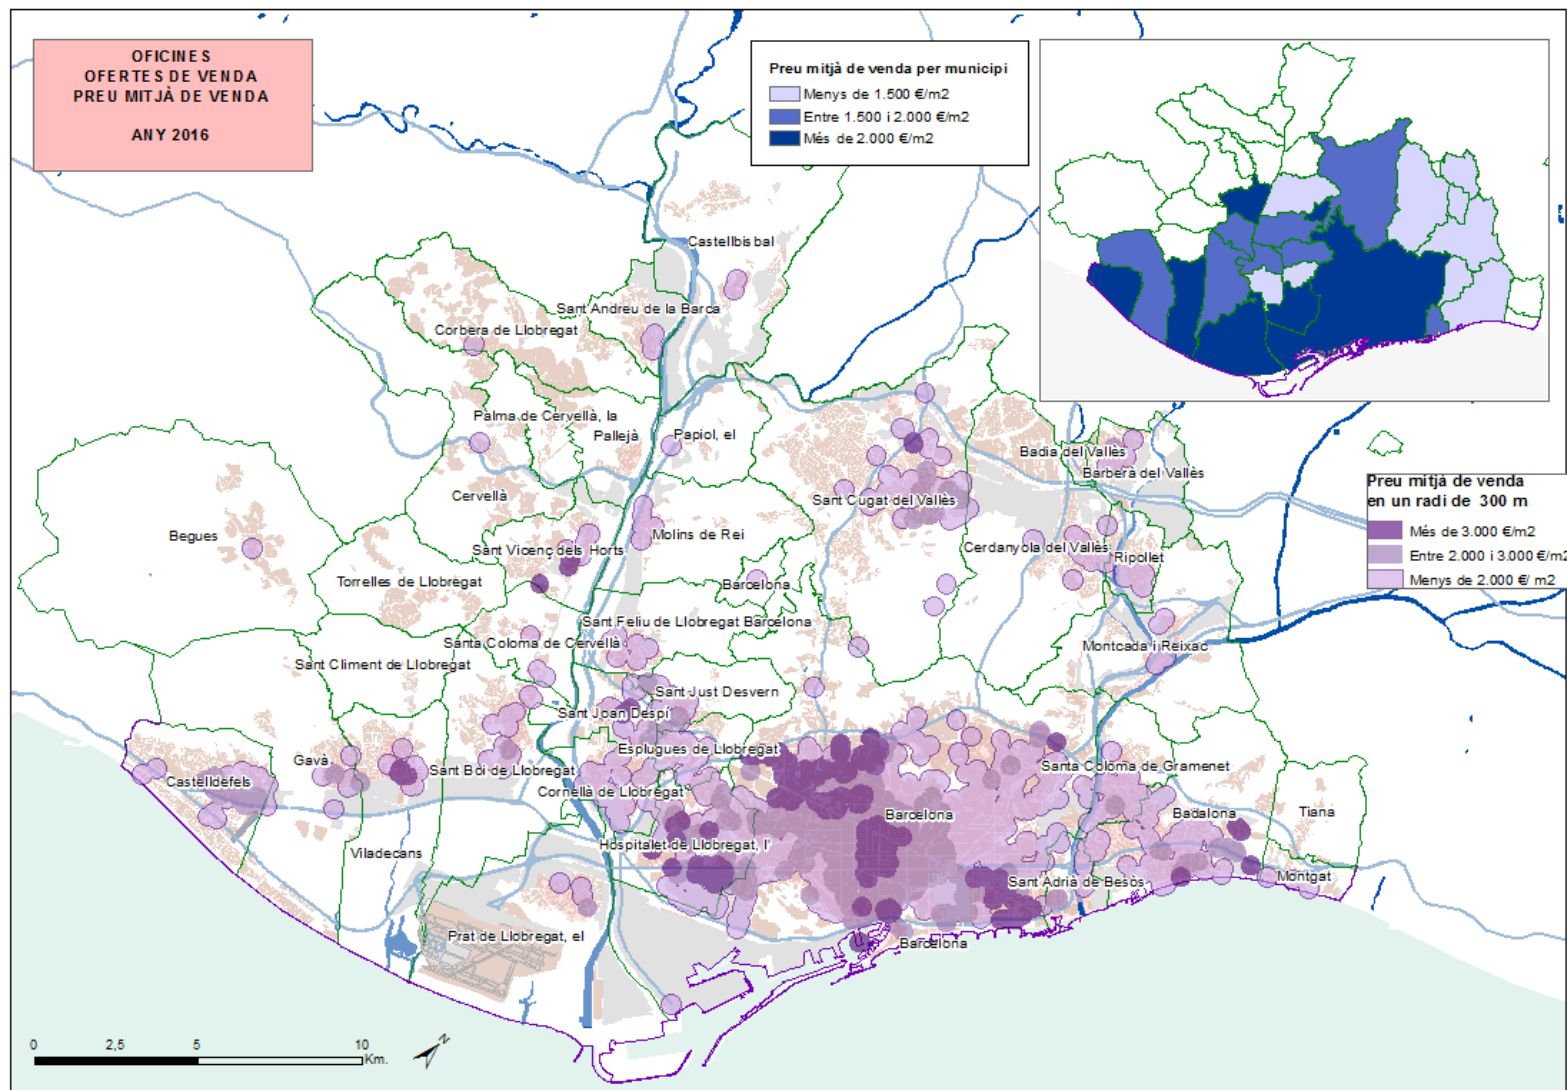 OFICINES
OFERTES DE VENDA
PREU MITJÀ DE VENDA
ANY 2016
Preu mitjà de venda per municipi
Menys de 1.500 €/m2
Entre 1.500 i 2.000 €/m2
Més de 2.000 €/m2
Castellbisbal
Sant Andreu de la Barca
Corbera de Llobregat
Palma de Cervellà, la
Pallejà
Papiol, el
Badia del Vallès
Barberà del Vallès
Preu mitjà de venda
en un radi de 300 m
Més de 3.000 €/m2
Entre 2.000 i 3.000 €/m2
Menys de 2.000 €/ m2
Cervellà
Sant Cugat del Vallès
Begues
Sant Vicenç dels Horts
Molins de Rei
Cerdanyola del Vallès
Ripollet
Torrelles de Llobregat
Barcelona
Sant Feliu de Llobregat
Barcelona
Santa Coloma de Cervellà
Montcada i Reixac
Sant Climent de Llobregat
Sant Just Desvern
Sant Joan Despí
Esplugues de Llobregat
Gavà
Sant Boi de Llobregat
Santa Coloma de Gramenet
Castelldefels
Cornellà de Llobregat
Barcelona
Badalona
Tiana
Viladecans
Hospitalet de Llobregat, l'
Sant Adrià de Besòs
Montgat
Prat de Llobregat, el
Barcelona
0
2,5
5
10
Km.
N